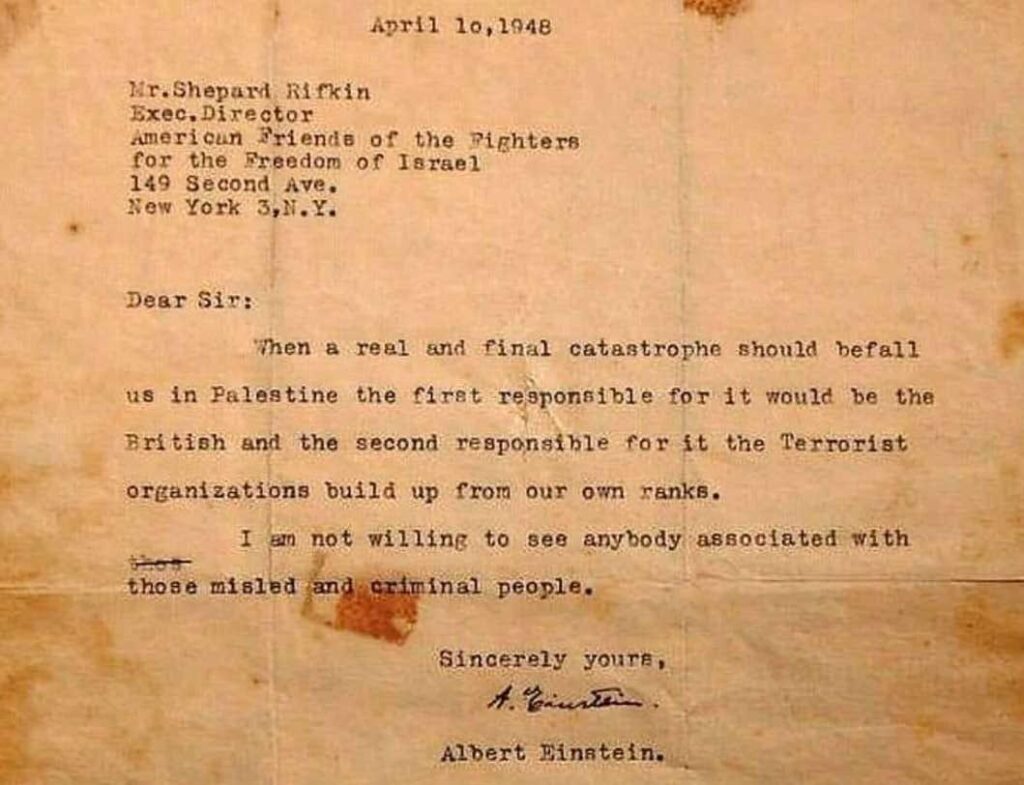 April 10,1948
Mr.Shepard Rifkin
Exec.Director
American Friends of the Fighters
for the Freedom of Israel
149 Second Ave.
New York 3,N.Y.
Dear Sir:
When a real and final catastrophe should befall
us in Palestine the first responsible for it would be the
British and the second responsible for it the Terrorist
organizations build up from our own ranks.
I am not willing to see anybody associated with
thos
those misled and criminal people.
Sincerely yours,
A. Einstein.
Albert Einstein.